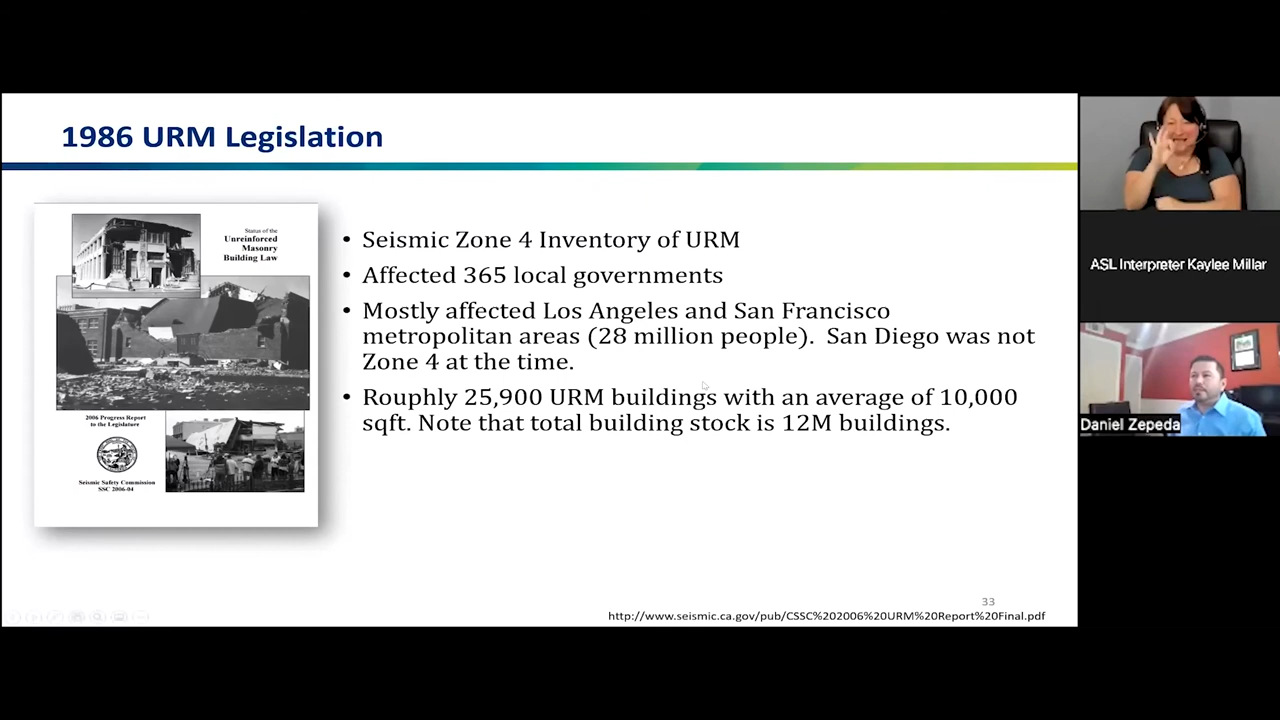 1986 URM Legislation
Status of the
Unreinforced
Masonry
Building Law
2006 Progress Report
to the Legislature
Seismic Safety Commission
SSC 2006-04
• Seismic Zone 4 Inventory of URM
• Affected 365 local governments
• Mostly affected Los Angeles and San Francisco
metropolitan areas (28 million people).  San Diego was not
Zone 4 at the time.
• Rouphly 25,900 URM buildings with an average of 10,000
sqft. Note that total building stock is 12M buildings.
33
http://www.seismic.ca.gov/pub/CSSC%202006%20URM%20Report%20Final.pdf
ASL Interpreter Kaylee Millar
Daniel Zepeda